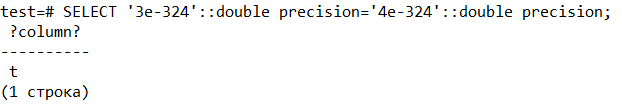 test=# SELECT '3e-324'::double precision='4e-324'::double precision;
?column?
----------
t
(1 строка)